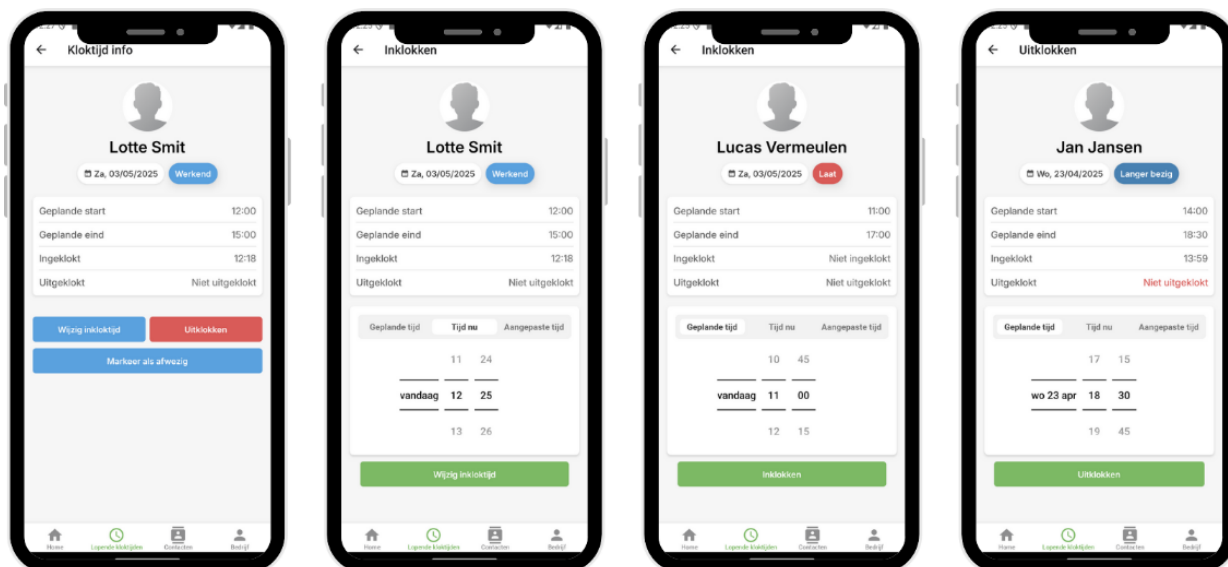 Kloktijd info
Lotte Smit
Za, 03/05/2025 Werkend
Geplande start 12:00
Geplande eind 15:00
Ingeklokt 12:18
Uitgeklokt Niet uitgeklokt
Wijzig inkloktijd Uitklokken
Markeer als afwezig
Home Lopende kloktijden Contacten Bedrijf
Inklokken
Lotte Smit
Za, 03/05/2025 Werkend
Geplande start 12:00
Geplande eind 15:00
Ingeklokt 12:18
Uitgeklokt Niet uitgeklokt
Geplande tijd Tijd nu Aangepaste tijd
11 24
vandaag 12 25
13 26
Wijzig inkloktijd
Home Lopende kloktijden Contacten Bedrijf
Inklokken
Lucas Vermeulen
Za, 03/05/2025 Laat
Geplande start 11:00
Geplande eind 17:00
Ingeklokt Niet ingeklokt
Uitgeklokt Niet uitgeklokt
Geplande tijd Tijd nu Aangepaste tijd
10 45
vandaag 11 00
12 15
Inklokken
Home Lopende kloktijden Contacten Bedrijf
Uitklokken
Jan Jansen
Wo, 23/04/2025 Langer bezig
Geplande start 14:00
Geplande eind 18:30
Ingeklokt 13:59
Uitgeklokt Niet uitgeklokt
Geplande tijd Tijd nu Aangepaste tijd
17 15
wo 23 apr 18 30
19 45
Uitklokken
Home Lopende kloktijden Contacten Bedrijf